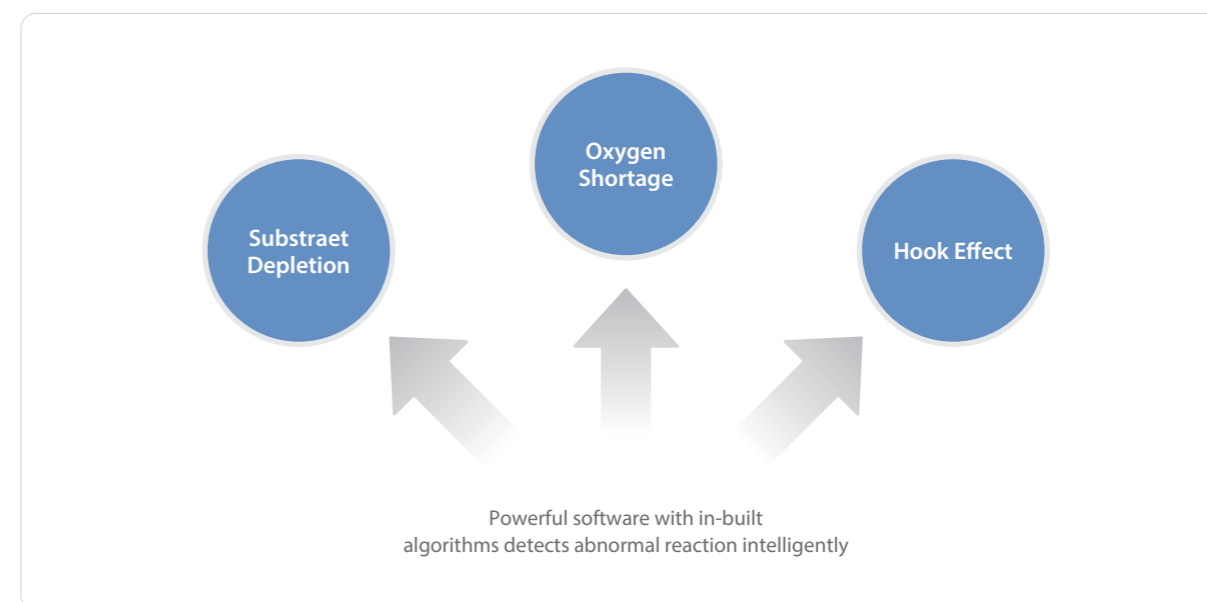 Substraet
Depletion
Oxygen
Shortage
Hook Effect
Powerful software with in-built
algorithms detects abnormal reaction intelligently